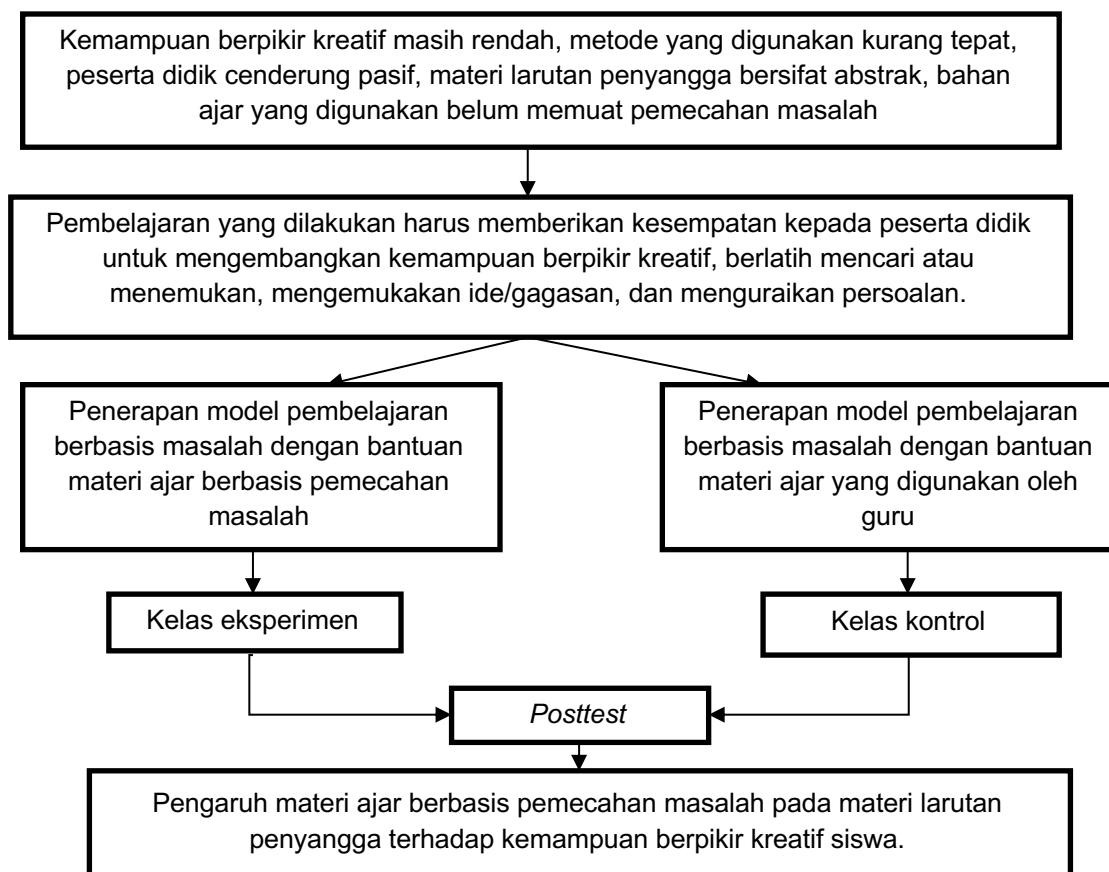 Kemampuan berpikir kreatif masih rendah, metode yang digunakan kurang tepat,
peserta didik cenderung pasif, materi larutan penyangga bersifat abstrak, bahan
ajar yang digunakan belum memuat pemecahan masalah
Pembelajaran yang dilakukan harus memberikan kesempatan kepada peserta didik
untuk mengembangkan kemampuan berpikir kreatif, berlatih mencari atau
menemukan, mengemukakan ide/gagasan, dan menguraikan persoalan.
Penerapan model pembelajaran
berbasis masalah dengan bantuan
materi ajar berbasis pemecahan
masalah
Penerapan model pembelajaran
berbasis masalah dengan bantuan
materi ajar yang digunakan oleh
guru
Kelas eksperimen
Kelas kontrol
Posttest
Pengaruh materi ajar berbasis pemecahan masalah pada materi larutan
penyangga terhadap kemampuan berpikir kreatif siswa.